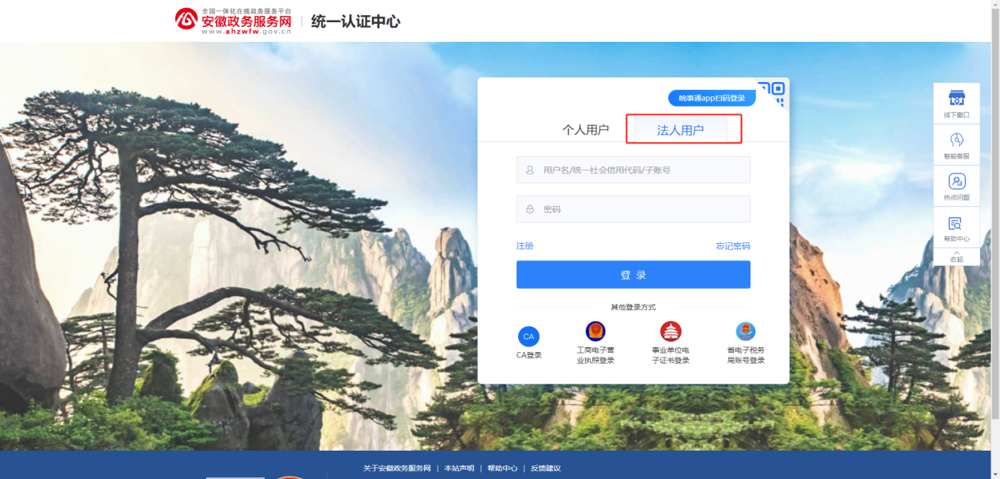 全国一体化在线政务服务平台
安徽政务服务网
www.ahzwfw.gov.cn
统一认证中心
皖事通app扫码登录
个人用户
法人用户
用户名/统一社会信用代码/子账号
密码
注册
忘记密码
登 录
其他登录方式
CA
CA登录
工商电子营
业执照登录
事业单位电
子证书登录
省电子税务
局账号登录
线下窗口
智能客服
热点问题
帮助中心
收起
关于安徽政务服务网 | 本站声明 | 帮助中心 | 反馈建议